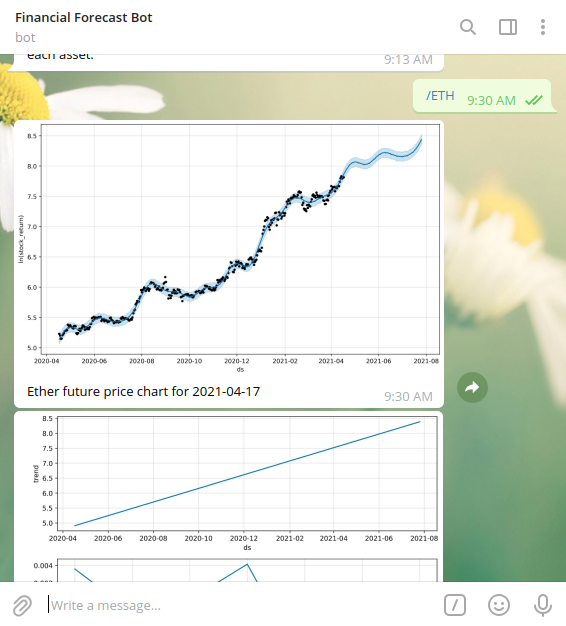 Financial Forecast Bot
bot
each asset.
9:13 AM
/ETH
9:30 AM
8.5
8.0
7.5
7.0
6.5
6.0
5.5
5.0
ln(stock_return)
2020-04 2020-06 2020-08 2020-10 2020-12 2021-02 2021-04 2021-06 2021-08
ds
Ether future price chart for 2021-04-17
9:30 AM
8.5
8.0
7.5
7.0
6.5
6.0
5.5
5.0
trend
2020-04 2020-06 2020-08 2020-10 2020-12 2021-02 2021-04 2021-06 2021-08
ds
0.004
Write a message...